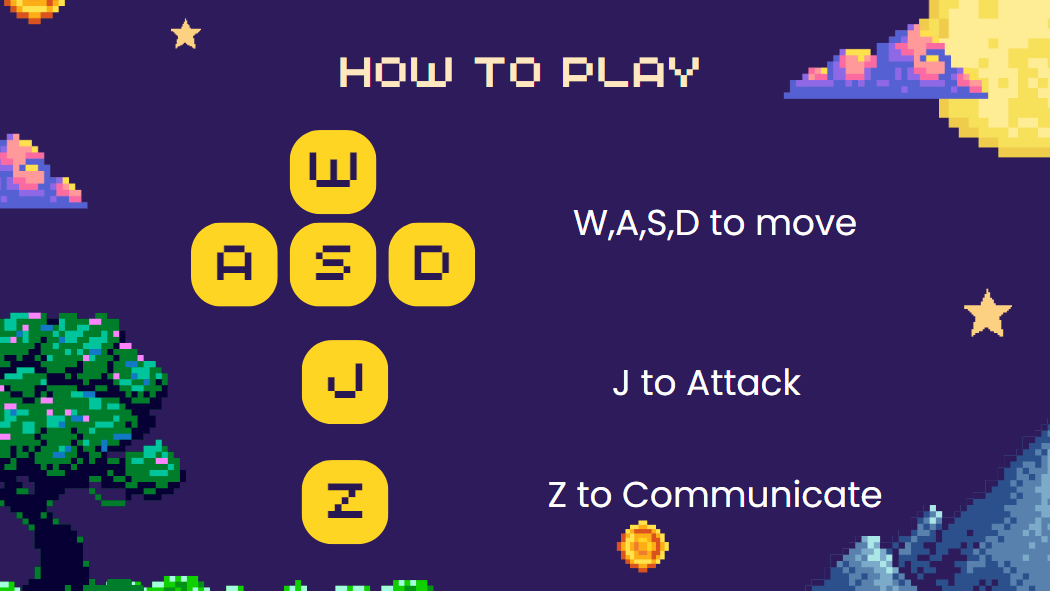 HOW TO PLAY
W
A S D
W,A,S,D to move
J
J to Attack
Z
Z to Communicate